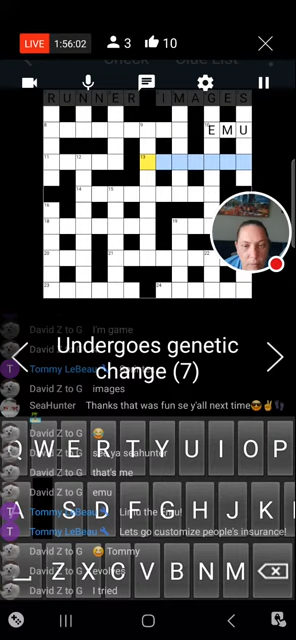 LIVE 1:56:02 3 10
Check Clue List
RUNNER IMAGES
EMU
Undergoes genetic
change (7)
David Z to G I'm game
David Z to G
Tommy LeBeau
David Z to G images
SeaHunter Thanks that was fun se y'all next time😎✌👣
David Z to G 😄
David Z to G see ya seahunter
David Z to G that's me
David Z to G emu
Tommy LeBeau Limo the Emu!
Tommy LeBeau Lets go customize people's insurance!
David Z to G 😄 Tommy
David Z to G evolves
David Z to G I tried
Q W E R T Y U I O P
A S D F G H J K
Z X C V B N M